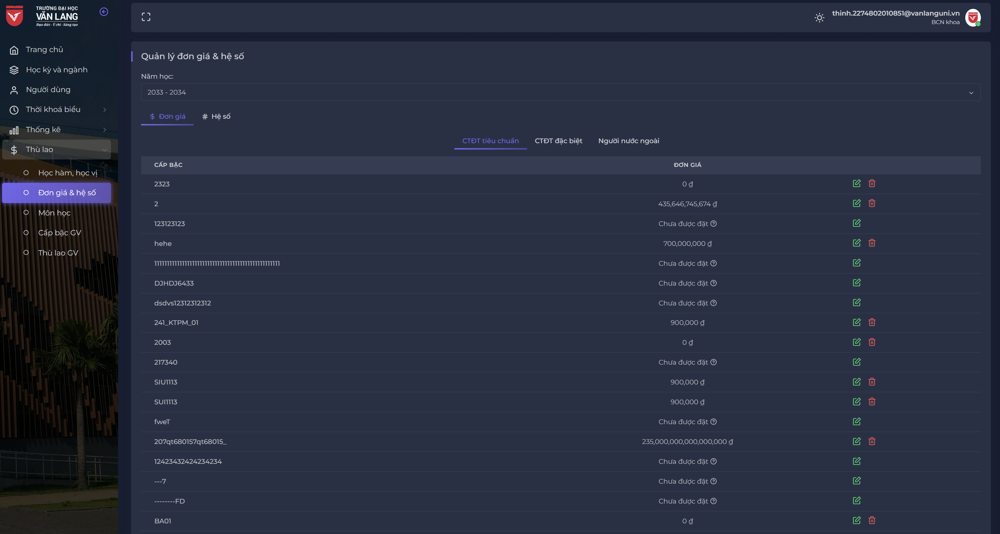 TRƯỜNG ĐẠI HỌC
VĂN LANG
Đạo đức - Ý chí - Sáng tạo
Trang chủ
Học kỳ và ngành
Người dùng
Thời khoá biểu
Thống kê
Thù lao
Học hàm, học vị
Đơn giá & hệ số
Môn học
Cấp bậc GV
Thù lao GV
thinh.2274802010851@vanlanguni.vn
BCN khoa
Quản lý đơn giá & hệ số
Năm học:
2033 - 2034
$ Đơn giá # Hệ số
CTĐT tiêu chuẩn CTĐT đặc biệt Người nước ngoài
CẤP BẬC ĐƠN GIÁ
2323 0 ₫
2 435,646,745,674 ₫
123123123 Chưa được đặt
hehe 700,000,000 ₫
Chưa được đặt
DJHDJ6433 Chưa được đặt
dsdvs12312312312 Chưa được đặt
241_KTPM_01 900,000 ₫
2003 0 ₫
217340 Chưa được đặt
SIU1113 900,000 ₫
SUI1113 900,000 ₫
fweT Chưa được đặt
207qt680157qt68015_ 235,000,000,000,000,000 ₫
12423432424234234 Chưa được đặt
---7 Chưa được đặt
--------FD Chưa được đặt
BA01 0 ₫